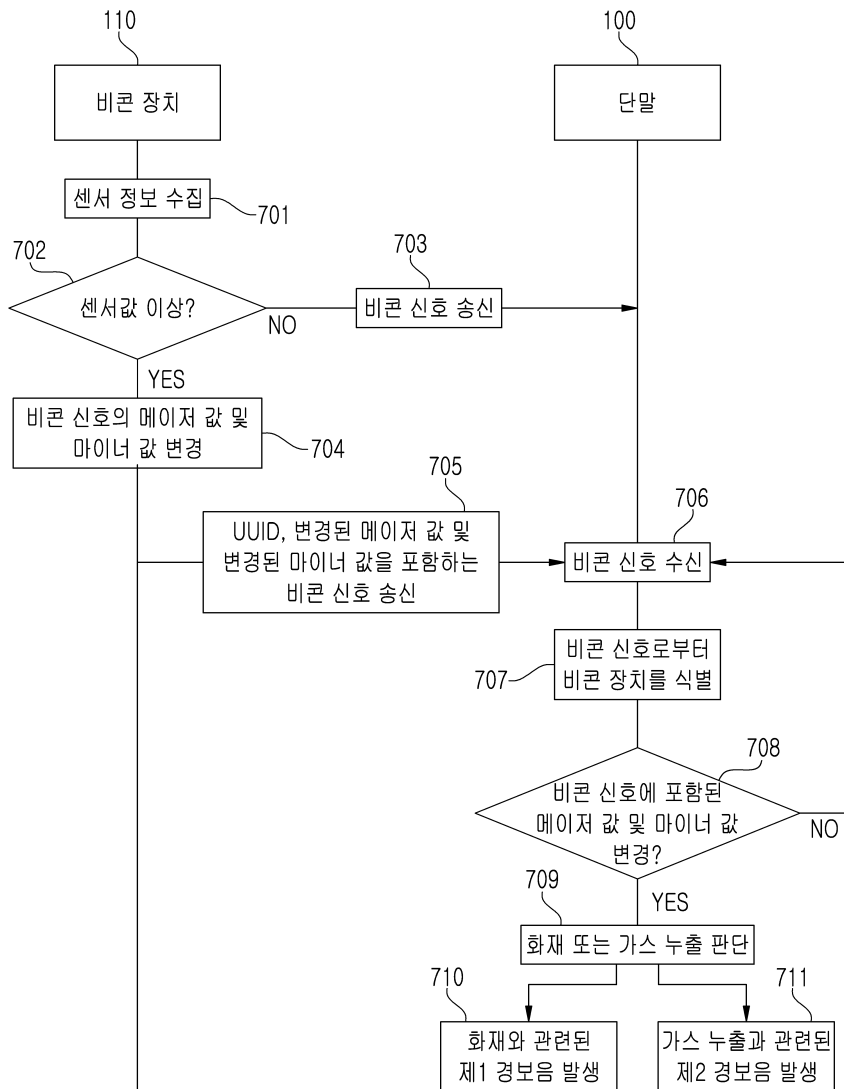 110
100
비콘 장치
단말
센서 정보 수집
701
702
703
센서값 이상?
NO
비콘 신호 송신
YES
비콘 신호의 메이저 값 및
마이너 값 변경
704
705
706
UUID, 변경된 메이저 값 및
변경된 마이너 값을 포함하는
비콘 신호 송신
비콘 신호 수신
비콘 신호로부터
비콘 장치를 식별
707
708
비콘 신호에 포함된
메이저 값 및 마이너 값
변경?
NO
709
YES
화재 또는 가스 누출 판단
710
711
화재와 관련된
제1 경보음 발생
가스 누출과 관련된
제2 경보음 발생